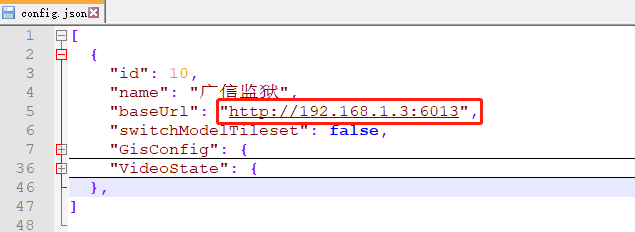 config.json
1 [
2 {
3 "id": 10,
4 "name": "广信监狱",
5 "baseUrl": "http://192.168.1.3:6013",
6 "switchModelTileset": false,
7 "GisConfig": {
36 "VideoState": {
46 },
47 ]
48